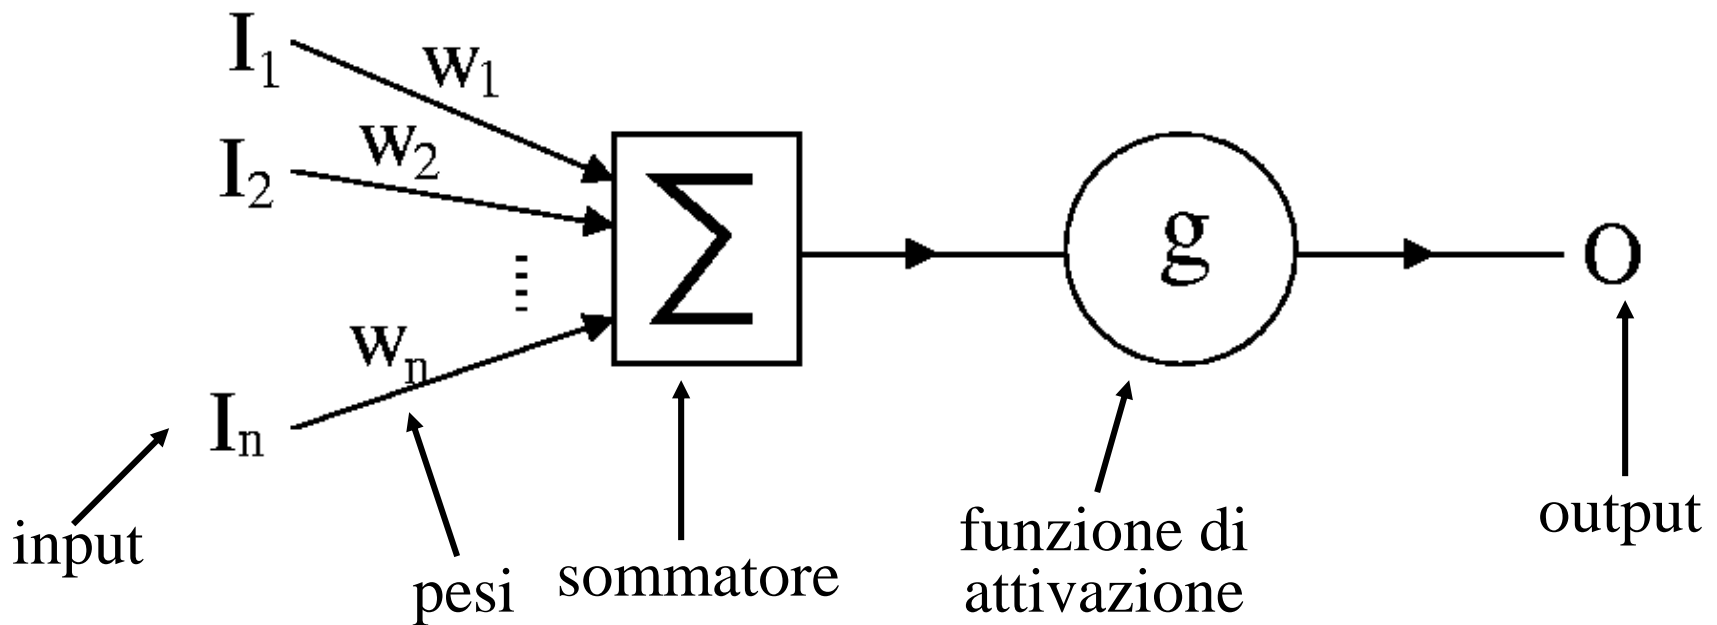 I1
w1
I2
w2
Σ
g
O
wn
In
input
pesi
sommatore
funzione di
attivazione
output